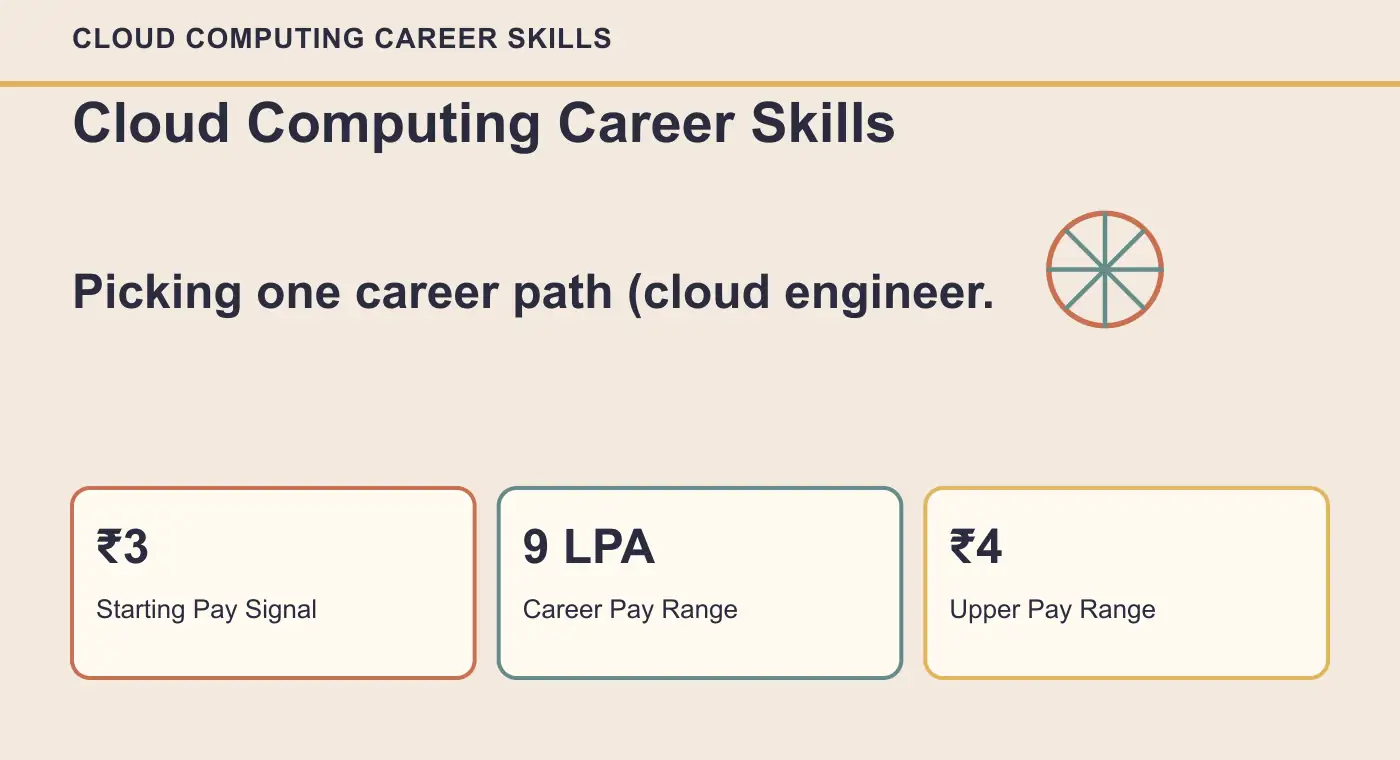 CLOUD COMPUTING CAREER SKILLS
Cloud Computing Career Skills
Picking one career path (cloud engineer.
₹3
Starting Pay Signal
9 LPA
Career Pay Range
₹4
Upper Pay Range